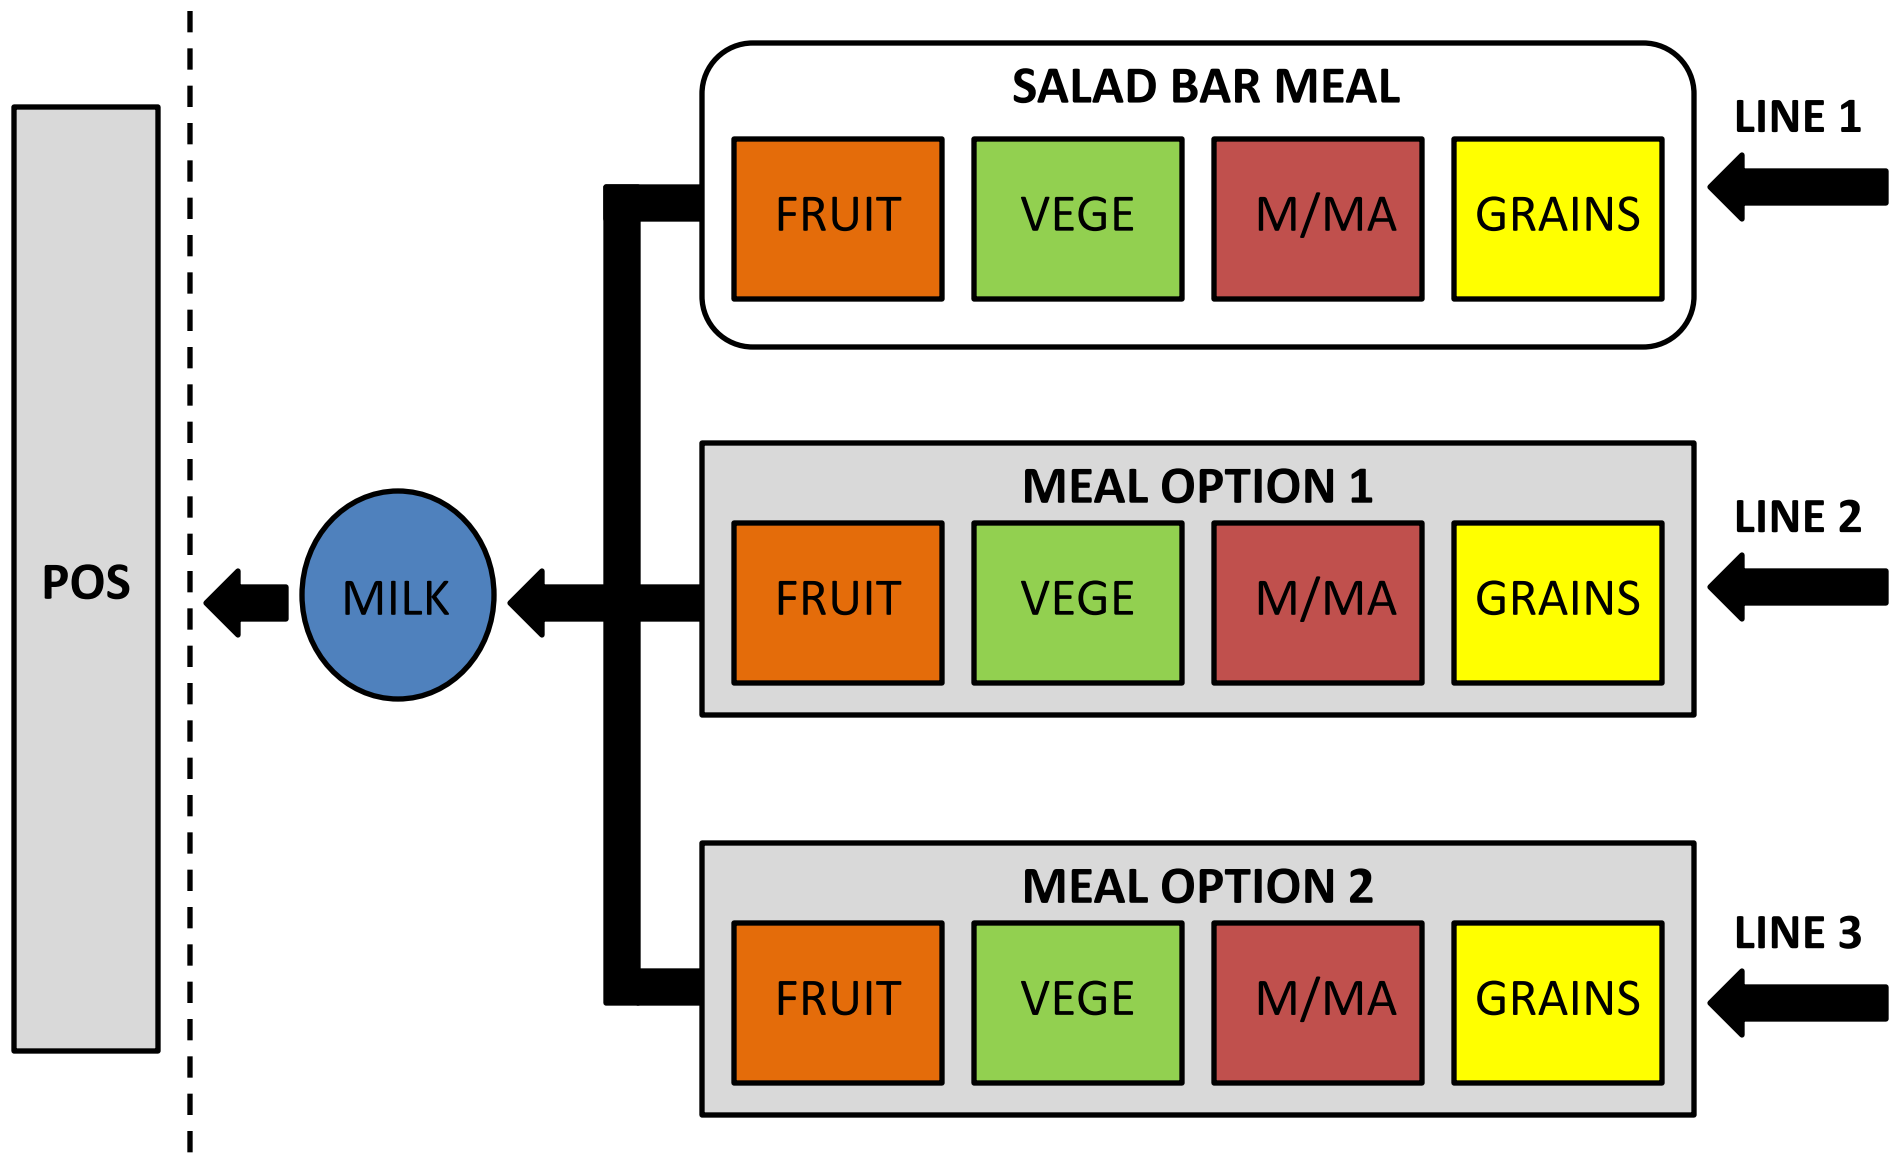 SALAD BAR MEAL
FRUIT VEGE M/MA GRAINS
LINE 1
MEAL OPTION 1
FRUIT VEGE M/MA GRAINS
LINE 2
POS
MILK
MEAL OPTION 2
FRUIT VEGE M/MA GRAINS
LINE 3